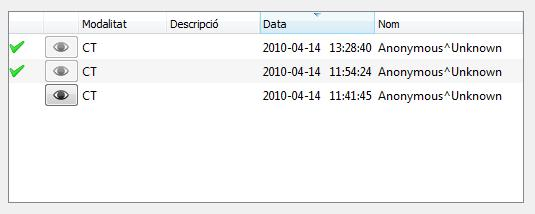 Modalitat Descripció Data Nom
CT 2010-04-14 13:28:40 Anonymous^Unknown
CT 2010-04-14 11:54:24 Anonymous^Unknown
CT 2010-04-14 11:41:45 Anonymous^Unknown